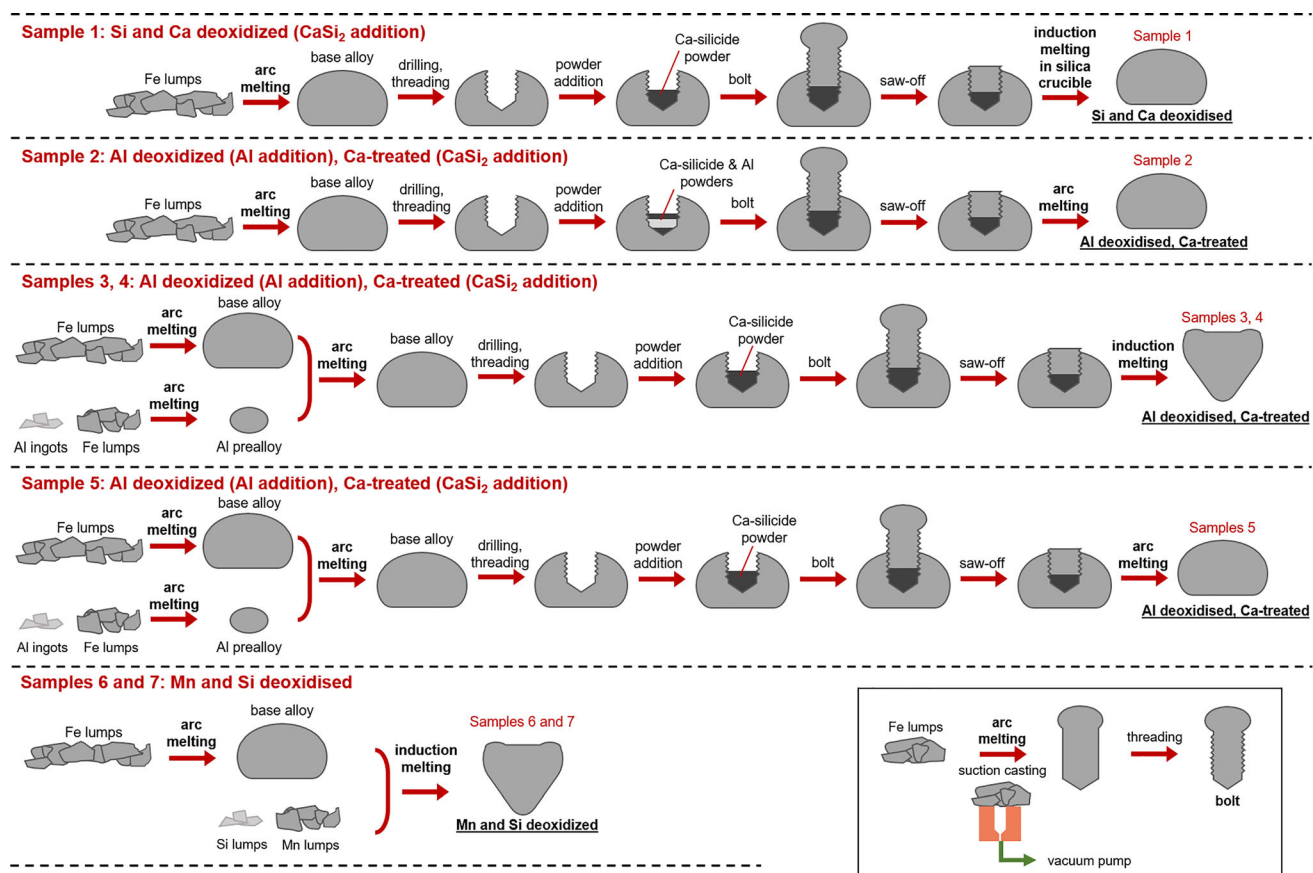 Sample 1: Si and Ca deoxidized (CaSi2 addition)
Fe lumps
arc
melting
base alloy
drilling,
threading
powder
addition
Ca-silicide
powder
bolt
saw-off
induction
melting
in silica
crucible
Sample 1
Si and Ca deoxidised
Sample 2: Al deoxidized (Al addition), Ca-treated (CaSi2 addition)
Fe lumps
arc
melting
base alloy
drilling,
threading
powder
addition
Ca-silicide & Al
powders
bolt
saw-off
arc
melting
Sample 2
Al deoxidised, Ca-treated
Samples 3, 4: Al deoxidized (Al addition), Ca-treated (CaSi2 addition)
Fe lumps
arc
melting
base alloy
Al ingots
Fe lumps
arc
melting
Al prealloy
arc
melting
base alloy
drilling,
threading
powder
addition
Ca-silicide
powder
bolt
saw-off
induction
melting
Samples 3, 4
Al deoxidised, Ca-treated
Sample 5: Al deoxidized (Al addition), Ca-treated (CaSi2 addition)
Fe lumps
arc
melting
base alloy
Al ingots
Fe lumps
arc
melting
Al prealloy
arc
melting
base alloy
drilling,
threading
powder
addition
Ca-silicide
powder
bolt
saw-off
arc
melting
Samples 5
Al deoxidised, Ca-treated
Samples 6 and 7: Mn and Si deoxidised
Fe lumps
arc
melting
base alloy
Si lumps
Mn lumps
induction
melting
Samples 6 and 7
Mn and Si deoxidized
Fe lumps
arc
melting
suction casting
vacuum pump
threading
bolt